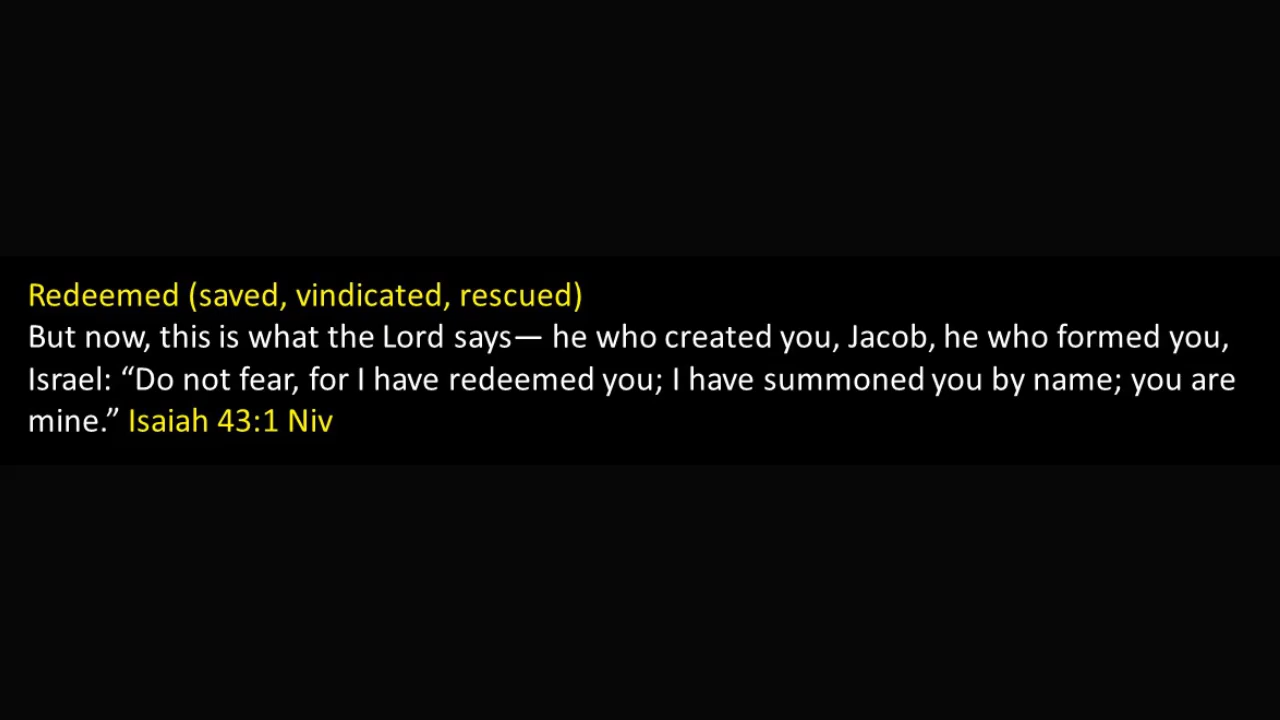 Redeemed (saved, vindicated, rescued)
But now, this is what the Lord says— he who created you, Jacob, he who formed you,
Israel: “Do not fear, for I have redeemed you; I have summoned you by name; you are
mine.” Isaiah 43:1 Niv